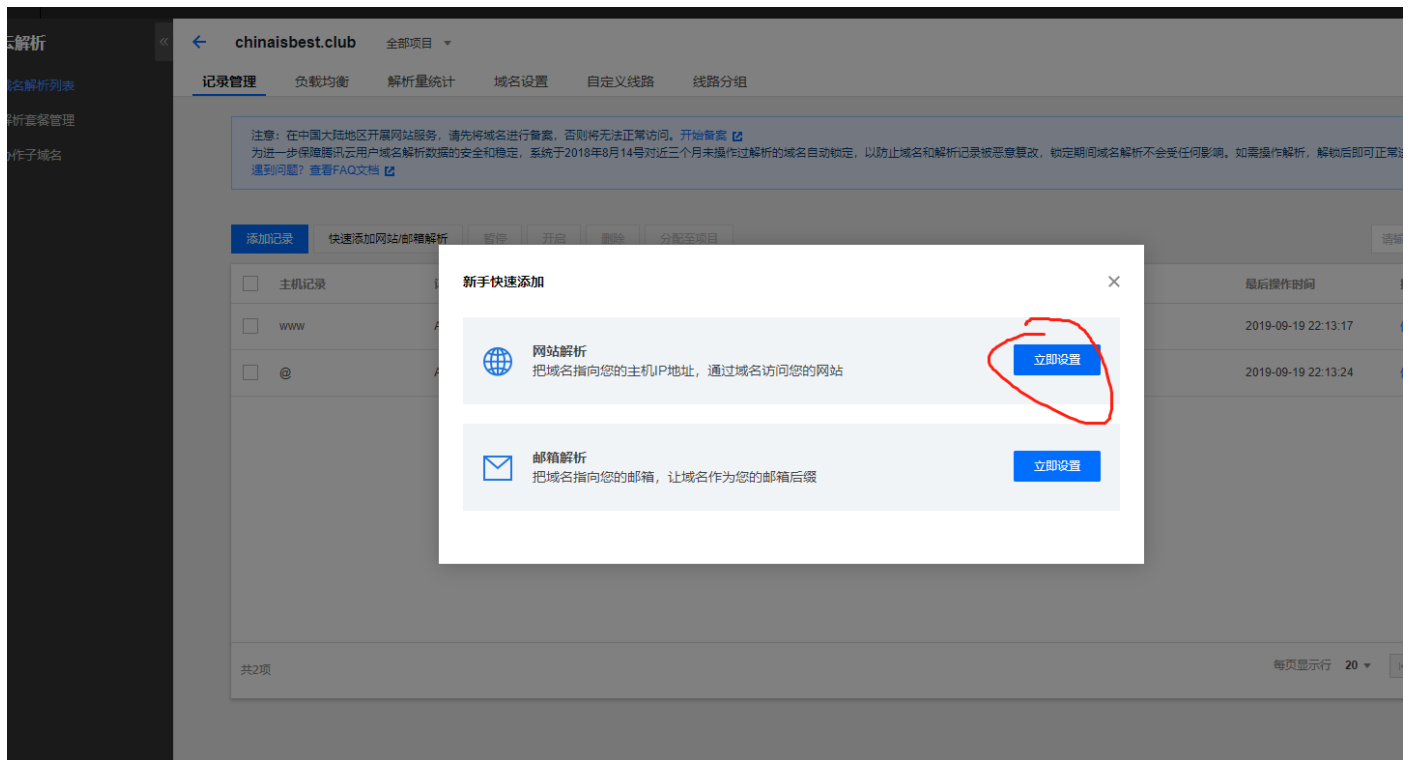 云解析
chinaisbest.club 全部项目
域名解析列表
解析套餐管理
协作子域名
记录管理 负载均衡 解析量统计 域名设置 自定义线路 线路分组
注意：在中国大陆地区开展网站服务，请先将域名进行备案，否则将无法正常访问。开始备案
为进一步保障腾讯云用户域名解析数据的安全和稳定，系统于2018年8月14号对近三个月未操作过解析的域名自动锁定，以防止域名和解析记录被恶意篡改，锁定期间域名解析不会受任何影响。如需操作解析，解锁后即可正常
遇到问题？查看FAQ文档
添加记录 快速添加网站/邮箱解析 暂停 开启 删除 分配至项目
主机记录 最后操作时间
www 2019-09-19 22:13:17
@ 2019-09-19 22:13:24
新手快速添加
网站解析
把域名指向您的主机IP地址，通过域名访问您的网站
立即设置
邮箱解析
把域名指向您的邮箱，让域名作为您的邮箱后缀
立即设置
共2项 每页显示行 20